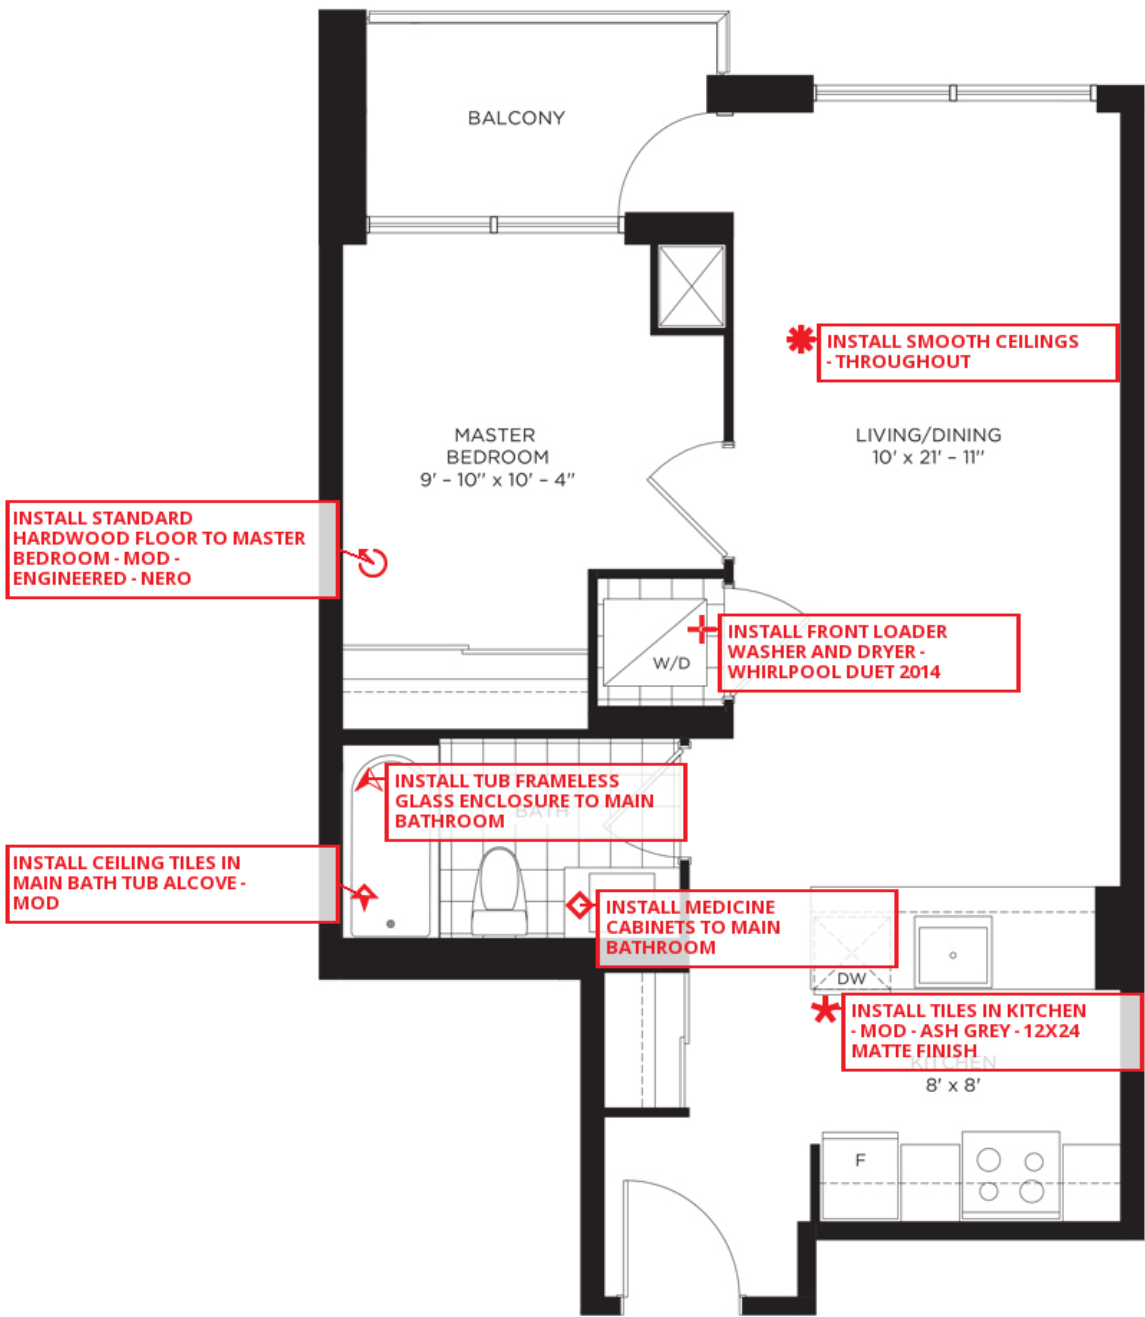 BALCONY
INSTALL SMOOTH CEILINGS
- THROUGHOUT
MASTER
BEDROOM
9' - 10" x 10' - 4"
LIVING/DINING
10' x 21' - 11"
INSTALL STANDARD
HARDWOOD FLOOR TO MASTER
BEDROOM - MOD -
ENGINEERED - NERO
INSTALL FRONT LOADER
WASHER AND DRYER -
WHIRLPOOL DUET 2014
W/D
INSTALL TUB FRAMELESS
GLASS ENCLOSURE TO MAIN
BATHROOM
BATH
INSTALL CEILING TILES IN
MAIN BATH TUB ALCOVE -
MOD
INSTALL MEDICINE
CABINETS TO MAIN
BATHROOM
DW
INSTALL TILES IN KITCHEN
- MOD - ASH GREY - 12X24
MATTE FINISH
KITCHEN
8' x 8'
F